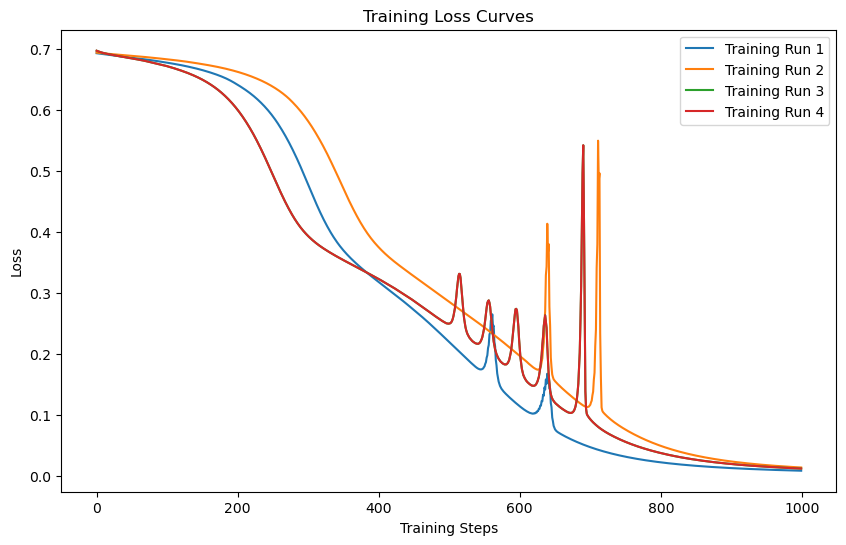 Training Loss Curves
Training Run 1
Training Run 2
Training Run 3
Training Run 4
Loss
0.7
0.6
0.5
0.4
0.3
0.2
0.1
0.0
0 200 400 600 800 1000
Training Steps